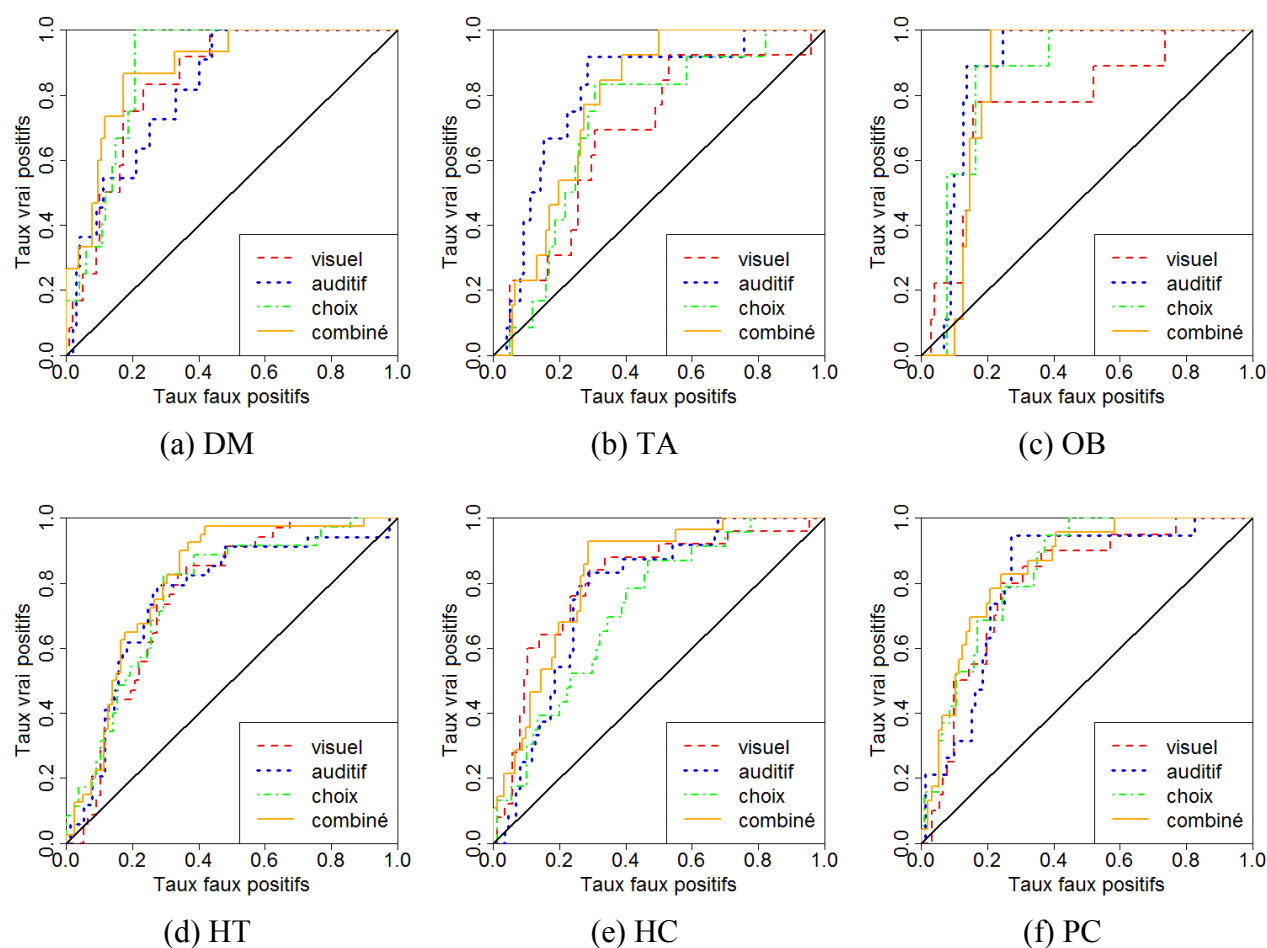 Taux vrai positifs
0.0 0.2 0.4 0.6 0.8 1.0
visuel
auditif
choix
combiné
0.0 0.2 0.4 0.6 0.8 1.0
Taux faux positifs
(a) DM
Taux vrai positifs
0.0 0.2 0.4 0.6 0.8 1.0
visuel
auditif
choix
combiné
0.0 0.2 0.4 0.6 0.8 1.0
Taux faux positifs
(b) TA
Taux vrai positifs
0.0 0.2 0.4 0.6 0.8 1.0
visuel
auditif
choix
combiné
0.0 0.2 0.4 0.6 0.8 1.0
Taux faux positifs
(c) OB
Taux vrai positifs
0.0 0.2 0.4 0.6 0.8 1.0
visuel
auditif
choix
combiné
0.0 0.2 0.4 0.6 0.8 1.0
Taux faux positifs
(d) HT
Taux vrai positifs
0.0 0.2 0.4 0.6 0.8 1.0
visuel
auditif
choix
combiné
0.0 0.2 0.4 0.6 0.8 1.0
Taux faux positifs
(e) HC
Taux vrai positifs
0.0 0.2 0.4 0.6 0.8 1.0
visuel
auditif
choix
combiné
0.0 0.2 0.4 0.6 0.8 1.0
Taux faux positifs
(f) PC